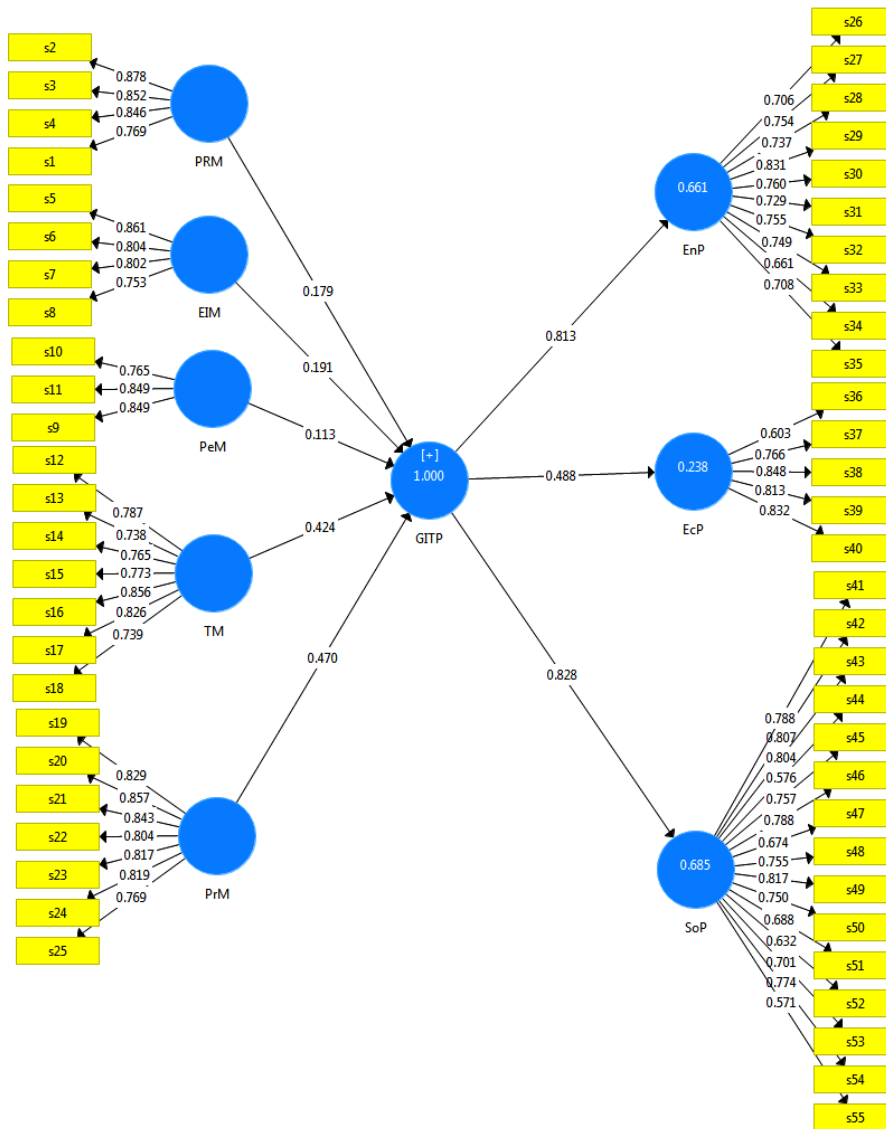 s2
s3
s4
s1
0.878
0.852
0.846
0.769
PRM
s5
s6
s7
s8
0.861
0.804
0.802
0.753
EIM
s10
s11
s9
0.765
0.849
0.849
PeM
s12
s13
s14
s15
s16
s17
s18
0.787
0.738
0.765
0.773
0.856
0.826
0.739
TM
s19
s20
s21
s22
s23
s24
s25
0.829
0.857
0.843
0.804
0.817
0.819
0.769
PrM
0.179
0.191
0.113
0.424
0.470
[+]
1.000
GITP
0.813
0.488
0.828
0.661
EnP
0.706
0.754
0.737
0.831
0.760
0.729
0.755
0.749
0.661
0.708
s26
s27
s28
s29
s30
s31
s32
s33
s34
s35
0.238
EcP
0.603
0.766
0.848
0.813
0.832
s36
s37
s38
s39
s40
0.685
SoP
0.788
0.807
0.804
0.576
0.757
0.788
0.674
0.755
0.817
0.750
0.688
0.632
0.701
0.774
0.571
s41
s42
s43
s44
s45
s46
s47
s48
s49
s50
s51
s52
s53
s54
s55